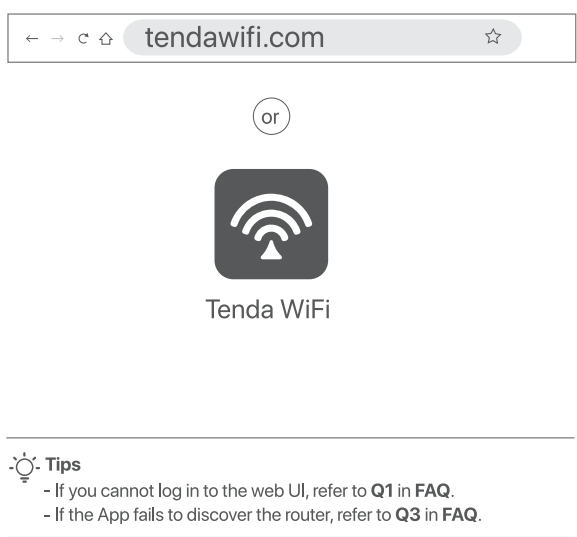 tendawifi.com
or
Tenda WiFi
Tips
- If you cannot log in to the web UI, refer to Q1 in FAQ.
- If the App fails to discover the router, refer to Q3 in FAQ.